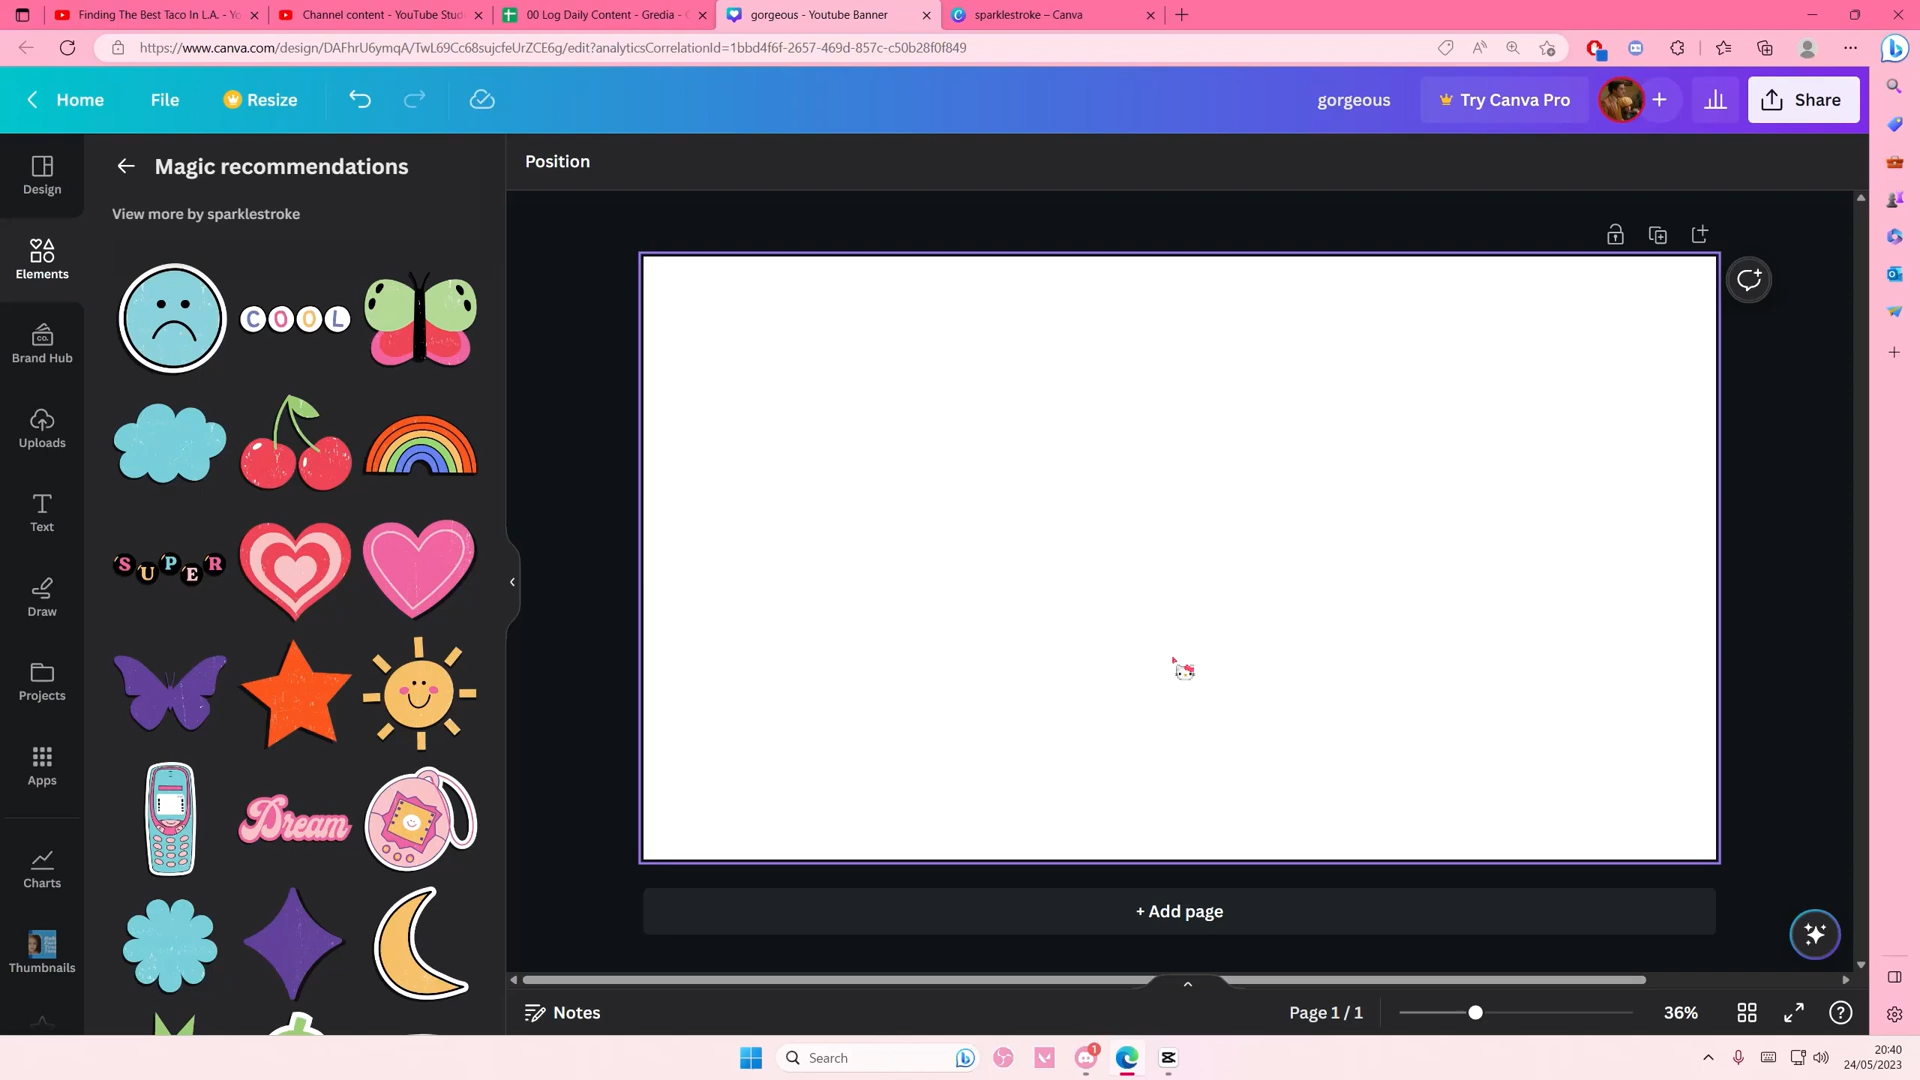 Finding The Best Taco In L.A. - Yo
Channel content - YouTube Stud
00 Log Daily Content - Gredia -
gorgeous - Youtube Banner
sparklestroke – Canva
https://www.canva.com/design/DAFhrU6ymqA/TwL69Cc68sujcfeUrZCE6g/edit?analyticsCorrelationId=1bbd4f6f-2657-469d-857c-c50b28f0f849
Home
File
Resize
gorgeous
Try Canva Pro
Share
Design
Elements
Brand Hub
Uploads
Text
Draw
Projects
Apps
Charts
Thumbnails
Magic recommendations
View more by sparklestroke
COOL
SUPER
Dream
Position
+ Add page
Notes
Page 1 / 1
36%
Search
1
20:40
24/05/2023